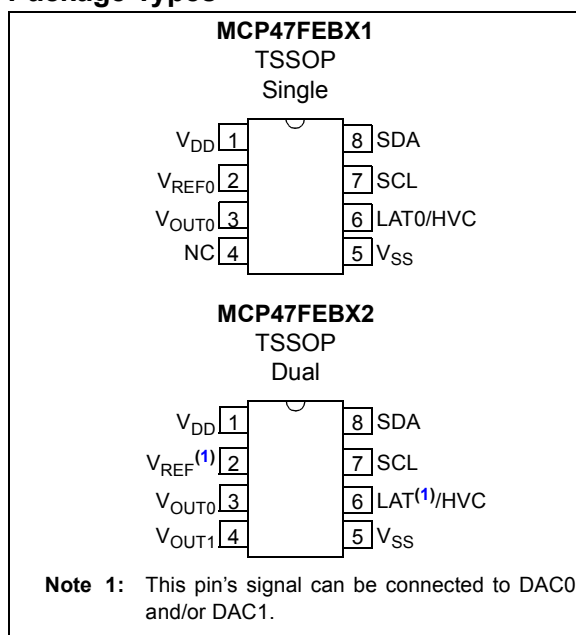 Package Types
MCP47FEBX1
TSSOP
Single
VDD 1 8 SDA
VREF0 2 7 SCL
VOUT0 3 6 LAT0/HVC
NC 4 5 VSS
MCP47FEBX2
TSSOP
Dual
VDD 1 8 SDA
VREF(1) 2 7 SCL
VOUT0 3 6 LAT(1)/HVC
VOUT1 4 5 VSS
Note 1: This pin's signal can be connected to DAC0
and/or DAC1.